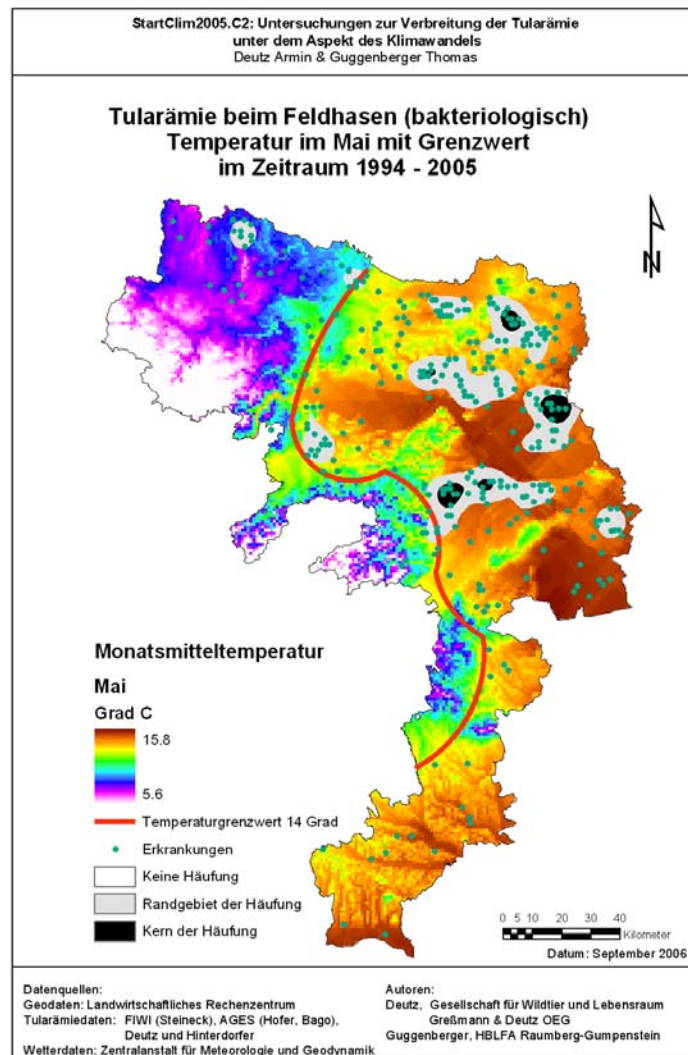 StartClim2005.C2: Untersuchungen zur Verbreitung der Tularämie
unter dem Aspekt des Klimawandels
Deutz Armin & Guggenberger Thomas
Tularämie beim Feldhasen (bakteriologisch)
Temperatur im Mai mit Grenzwert
im Zeitraum 1994 - 2005
N
Monatsmitteltemperatur
Mai
Grad C
15.8
5.6
Temperaturgrenzwert 14 Grad
Erkrankungen
Keine Häufung
Randgebiet der Häufung
Kern der Häufung
0 5 10 20 30 40
Kilometer
Datum: September 2006
Datenquellen:
Geodaten: Landwirtschaftliches Rechenzentrum
Tularämiedaten: FIWI (Steineck), AGES (Hofer, Bago),
Deutz und Hinterdorfer
Wetterdaten: Zentralanstalt für Meteorologie und Geodynamik
Autoren:
Deutz, Gesellschaft für Wildtier und Lebensraum
Greßmann & Deutz OEG
Guggenberger, HBLFA Raumberg-Gumpenstein